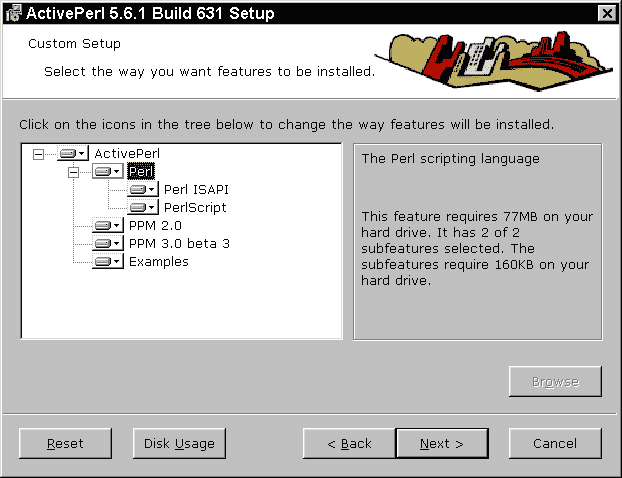 ActivePerl 5.6.1 Build 631 Setup
Custom Setup
Select the way you want features to be installed.
Click on the icons in the tree below to change the way features will be installed.
ActivePerl
Perl
Perl ISAPI
PerlScript
PPM 2.0
PPM 3.0 beta 3
Examples
The Perl scripting language
This feature requires 77MB on your
hard drive. It has 2 of 2
subfeatures selected. The
subfeatures require 160KB on your
hard drive.
Browse
Reset
Disk Usage
< Back
Next >
Cancel